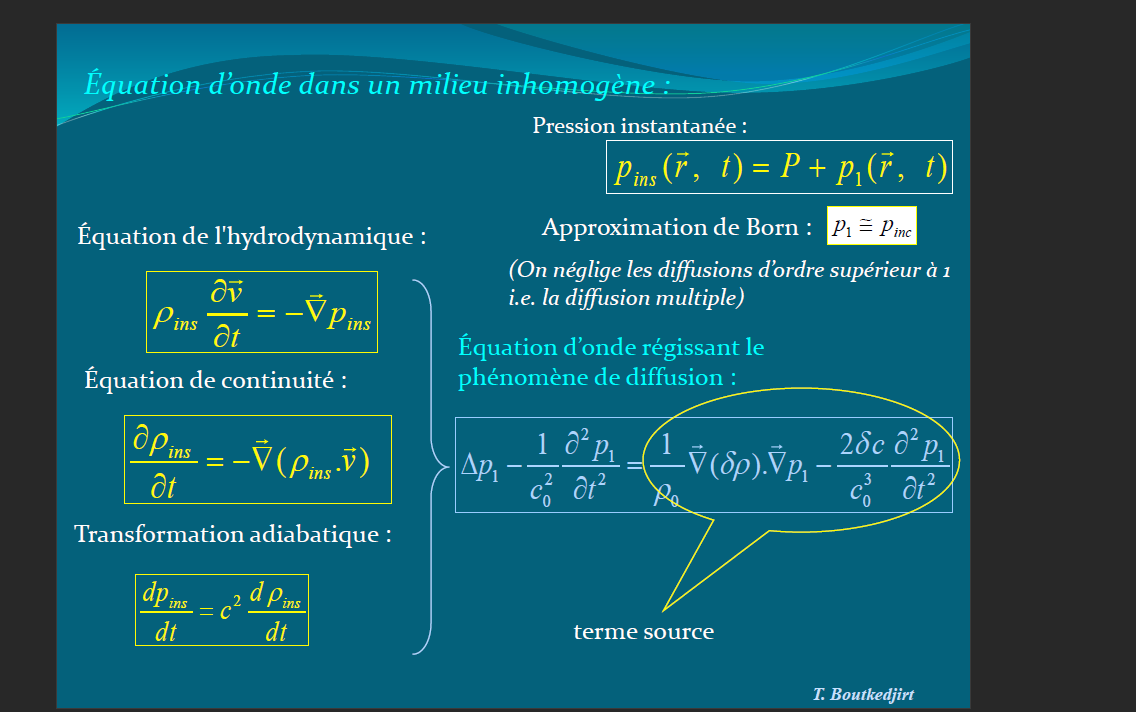 Équation d'onde dans un milieu inhomogène :
Pression instantanée :
$p_{ins}(\vec{r},\ t) = P + p_1(\vec{r},\ t)$
Équation de l'hydrodynamique :
Approximation de Born : $p_1 \cong p_{inc}$
(On néglige les diffusions d'ordre supérieur à 1
i.e. la diffusion multiple)
$\rho_{ins} \frac{\partial \vec{v}}{\partial t} = -\vec{\nabla} p_{ins}$
Équation d'onde régissant le
phénomène de diffusion :
Équation de continuité :
$\frac{\partial \rho_{ins}}{\partial t} = -\vec{\nabla}(\rho_{ins}.\vec{v})$
$\Delta p_1 - \frac{1}{c_0^2} \frac{\partial^2 p_1}{\partial t^2} = \frac{1}{\rho_0} \vec{\nabla}(\delta\rho).\vec{\nabla} p_1 - \frac{2\delta c}{c_0^3} \frac{\partial^2 p_1}{\partial t^2}$
Transformation adiabatique :
$\frac{dp_{ins}}{dt} = c^2 \frac{d\rho_{ins}}{dt}$
terme source
T. Boutkedjirt